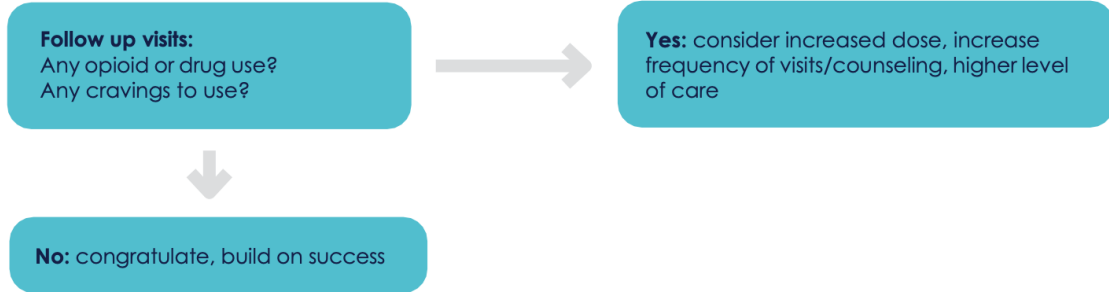 Follow up visits:
Any opioid or drug use?
Any cravings to use?
Yes: consider increased dose, increase
frequency of visits/counseling, higher level
of care
No: congratulate, build on success